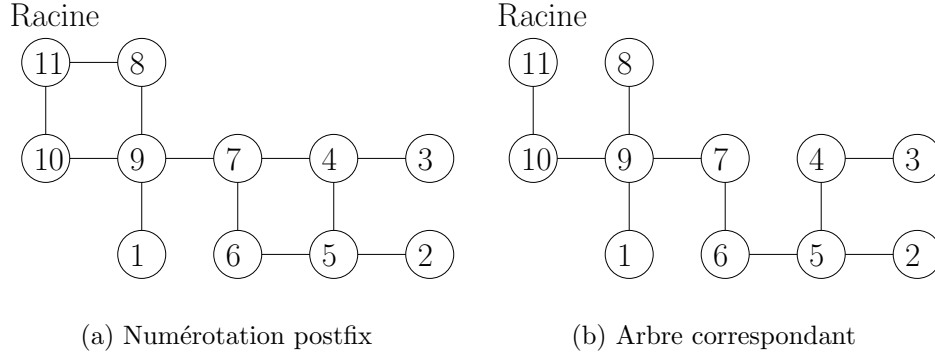 Racine Racine
11 8 11 8
10 9 7 4 3 10 9 7 4 3
1 6 5 2 1 6 5 2
(a) Numérotation postfix (b) Arbre correspondant